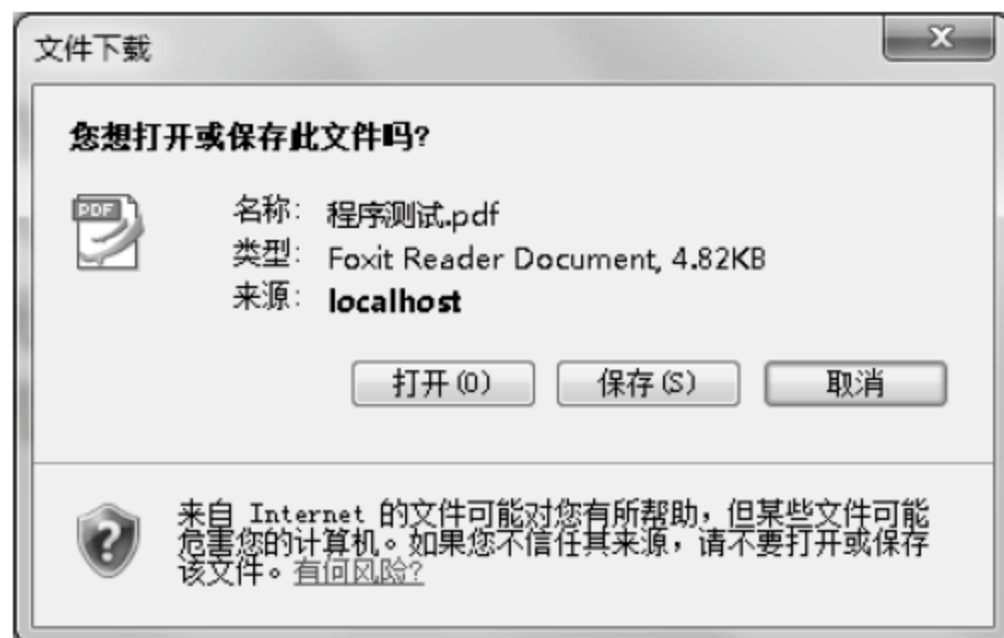 文件下载
您想打开或保存此文件吗?
PDF
名称: 程序测试.pdf
类型: Foxit Reader Document, 4.82KB
来源: localhost
打开(O) 保存(S) 取消
来自 Internet 的文件可能对您有所帮助,但某些文件可能
危害您的计算机。如果您不信任其来源,请不要打开或保存
该文件。有何风险?